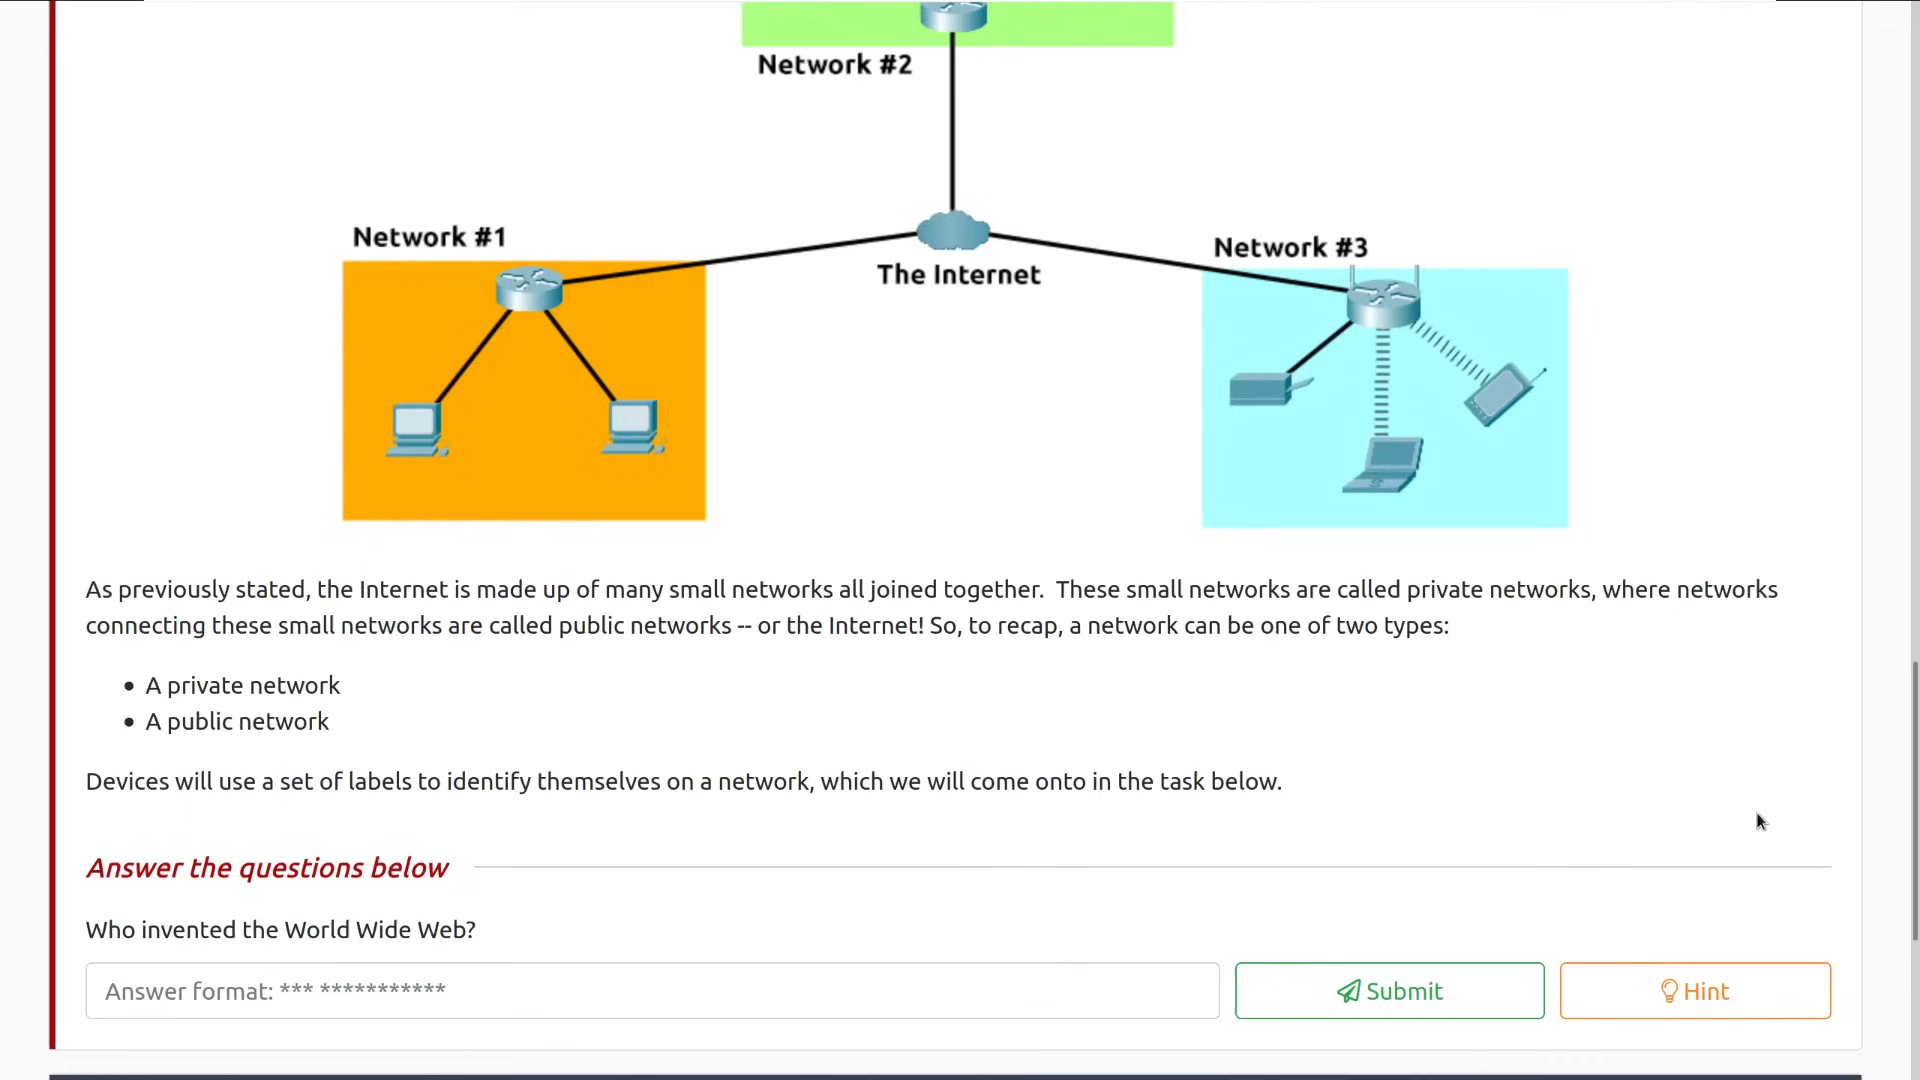 Network #2
Network #1
The Internet
Network #3
As previously stated, the Internet is made up of many small networks all joined together.  These small networks are called private networks, where networks
connecting these small networks are called public networks -- or the Internet! So, to recap, a network can be one of two types:
• A private network
• A public network
Devices will use a set of labels to identify themselves on a network, which we will come onto in the task below.
Answer the questions below
Who invented the World Wide Web?
Answer format: *** ***********
Submit
Hint